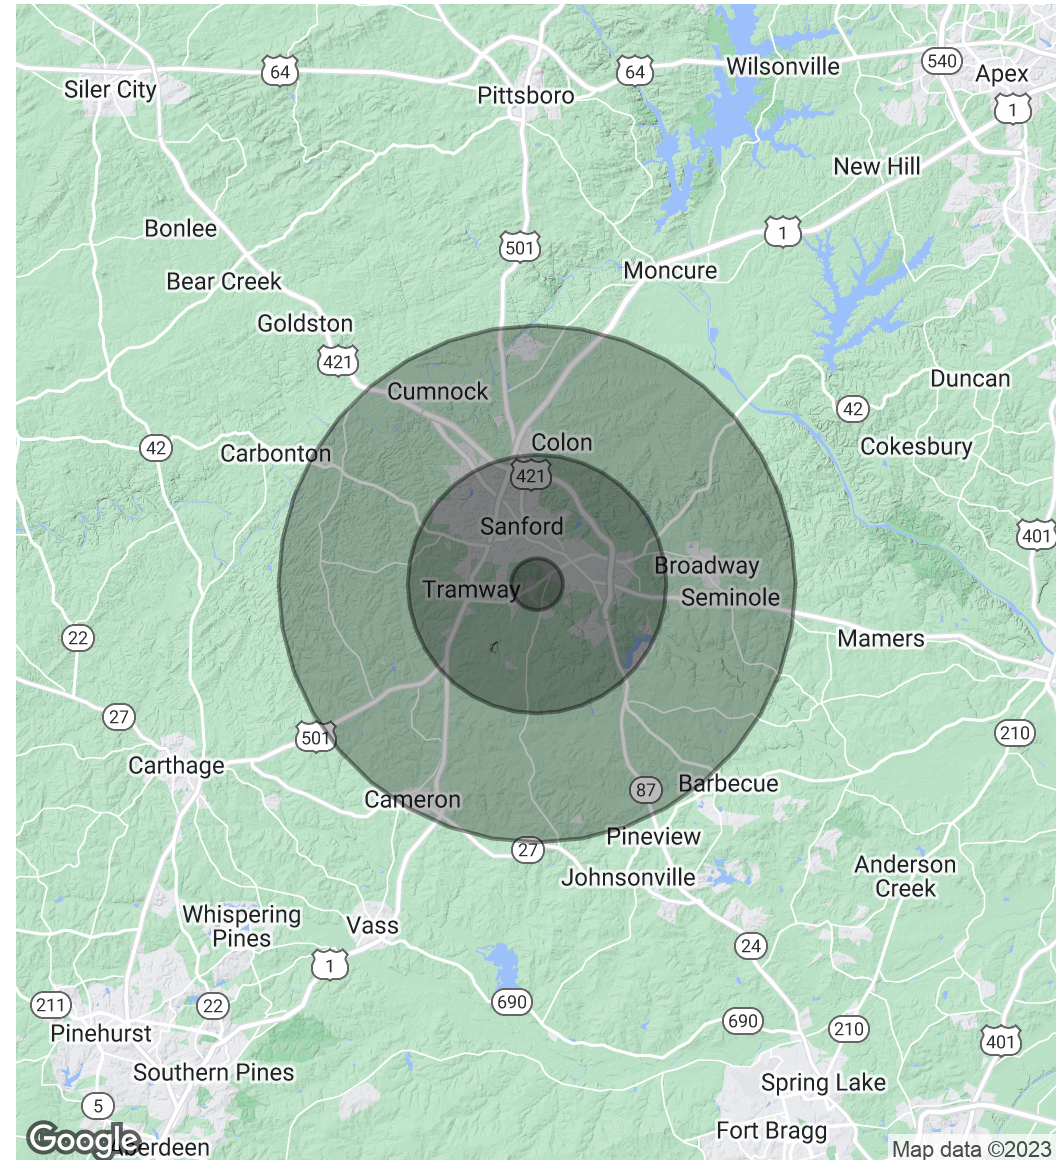 64
64
Wilsonville
540
Apex
Siler City
Pittsboro
1
New Hill
Bonlee
501
1
Bear Creek
Moncure
Goldston
421
Cumnock
Duncan
42
Colon
42
Carbonton
Cokesbury
421
Sanford
401
Broadway
Tramway
Seminole
22
Mamers
27
501
210
Carthage
87
Barbecue
Cameron
Pineview
27
Johnsonville
Anderson
Creek
Whispering
Pines
Vass
24
1
211
22
690
690
210
Pinehurst
401
Southern Pines
Spring Lake
5
Fort Bragg
Google
Aberdeen
Map data ©2023